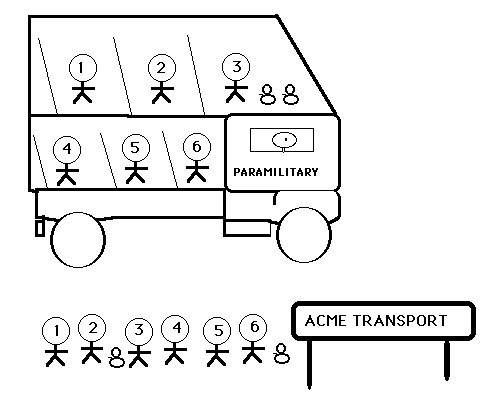 1 2 3
4 5 6
PARAMILITARY
1 2 3 4 5 6
ACME TRANSPORT